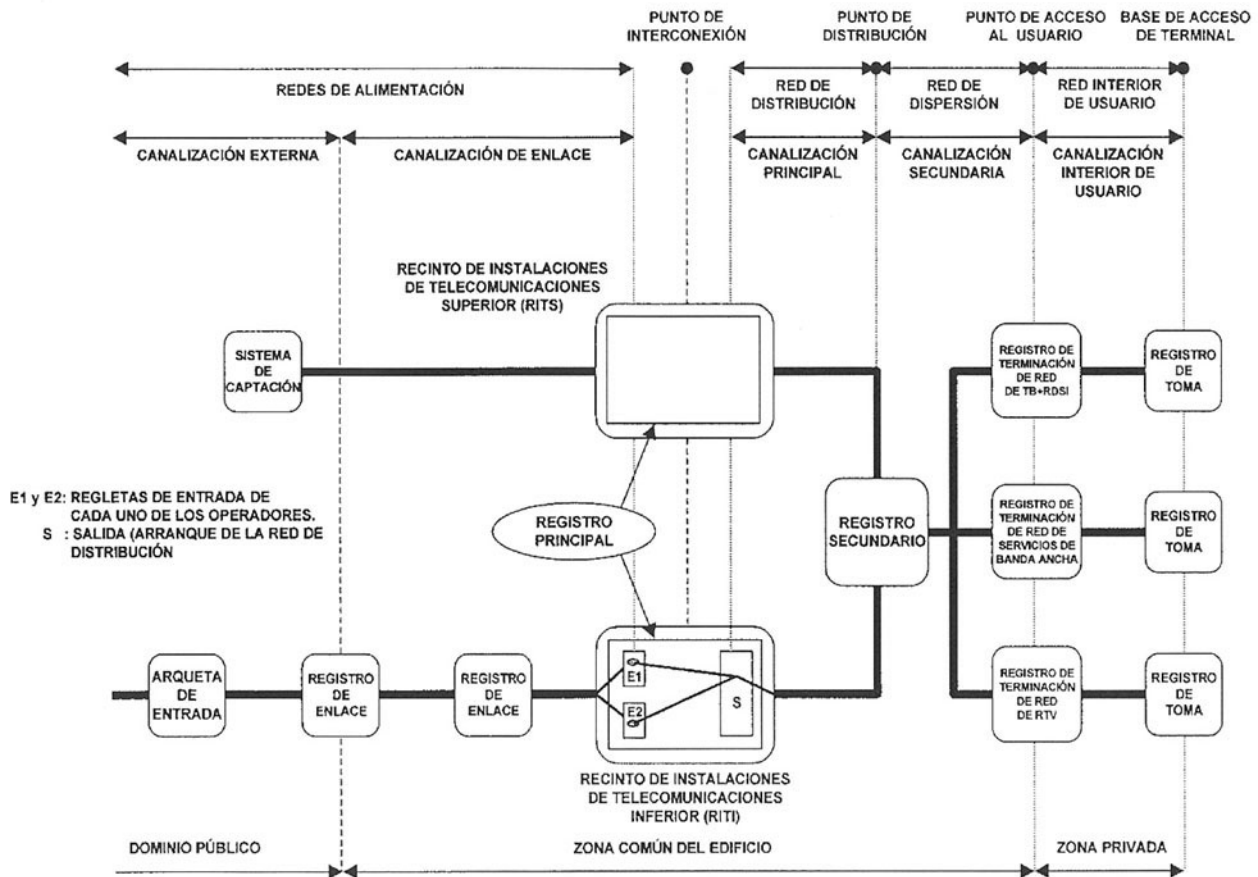 PUNTO DE
INTERCONEXIÓN
PUNTO DE
DISTRIBUCIÓN
PUNTO DE ACCESO
AL USUARIO
BASE DE ACCESO
DE TERMINAL
REDES DE ALIMENTACIÓN
RED DE
DISTRIBUCIÓN
RED DE
DISPERSIÓN
RED INTERIOR
DE USUARIO
CANALIZACIÓN EXTERNA
CANALIZACIÓN DE ENLACE
CANALIZACIÓN
PRINCIPAL
CANALIZACIÓN
SECUNDARIA
CANALIZACIÓN
INTERIOR DE
USUARIO
RECINTO DE INSTALACIONES
DE TELECOMUNICACIONES
SUPERIOR (RITS)
SISTEMA
DE
CAPTACIÓN
REGISTRO DE
TERMINACIÓN
DE RED
DE TB+RDSI
REGISTRO
DE
TOMA
E1 y E2: REGLETAS DE ENTRADA DE
CADA UNO DE LOS OPERADORES.
S : SALIDA (ARRANQUE DE LA RED DE
DISTRIBUCIÓN
REGISTRO
PRINCIPAL
REGISTRO
SECUNDARIO
REGISTRO DE
TERMINACIÓN
DE RED DE
SERVICIOS DE
BANDA ANCHA
REGISTRO
DE
TOMA
ARQUETA
DE
ENTRADA
REGISTRO
DE
ENLACE
REGISTRO
DE
ENLACE
E1
E2
S
REGISTRO DE
TERMINACIÓN
DE RED
DE RTV
REGISTRO
DE
TOMA
RECINTO DE INSTALACIONES
DE TELECOMUNICACIONES
INFERIOR (RITI)
DOMINIO PÚBLICO
ZONA COMÚN DEL EDIFICIO
ZONA PRIVADA